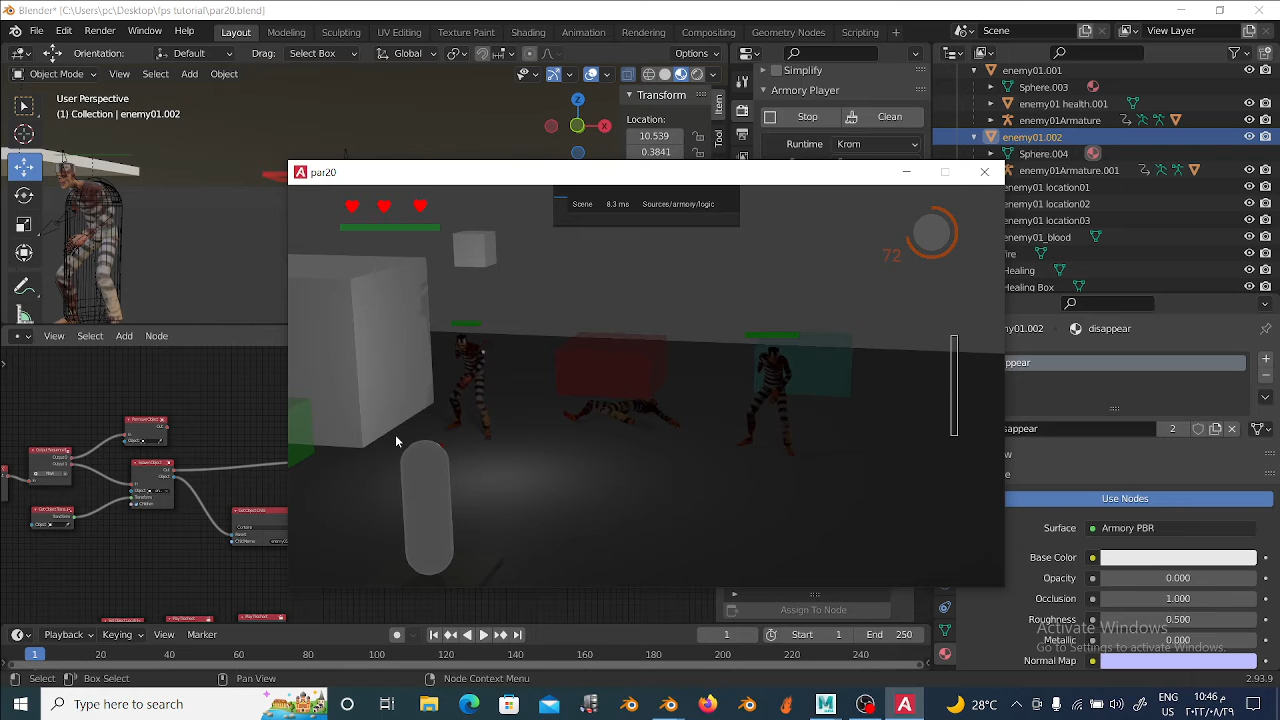 Blender* [C:\Users\pc\Desktop\fps tutorial\par20.blend]
File Edit Render Window Help Layout Modeling Sculpting UV Editing Texture Paint Shading Animation Rendering Compositing Geometry Nodes Scripting Scene View Layer
Orientation: Default Drag: Select Box Global Options
Object Mode View Select Add Object Simplify
User Perspective
(1) Collection | enemy01.002
Transform
Location:
10.539
0.3841
Item
Tool
Armory Player
Stop Clean
Runtime Krom
enemy01.001
Sphere.003
enemy01 health.001
enemy01Armature
enemy01.002
Sphere.004
enemy01Armature.001
enemy01 location01
enemy01 location02
enemy01 location03
enemy01_blood
Healing
Healing Box
par20
Scene 8.3 ms Sources/armory/logic
72
View Select Add Node
my01.002 disappear
Use Nodes
Surface Armory PBR
Base Color
Opacity 0.000
Occlusion 1.000
Roughness 0.500
Metallic 0.000
Normal Map
Assign To Node
Activate Windows
Go to Settings to activate Windows.
Playback Keying View Marker 1 Start 1 End 250
1 20 40 60 80 100 120 140 160 180 200 220 240
Select Box Select Pan View Node Context Menu 2.93.9
Type here to search
28°C
ENG
١٠:٤٦ م